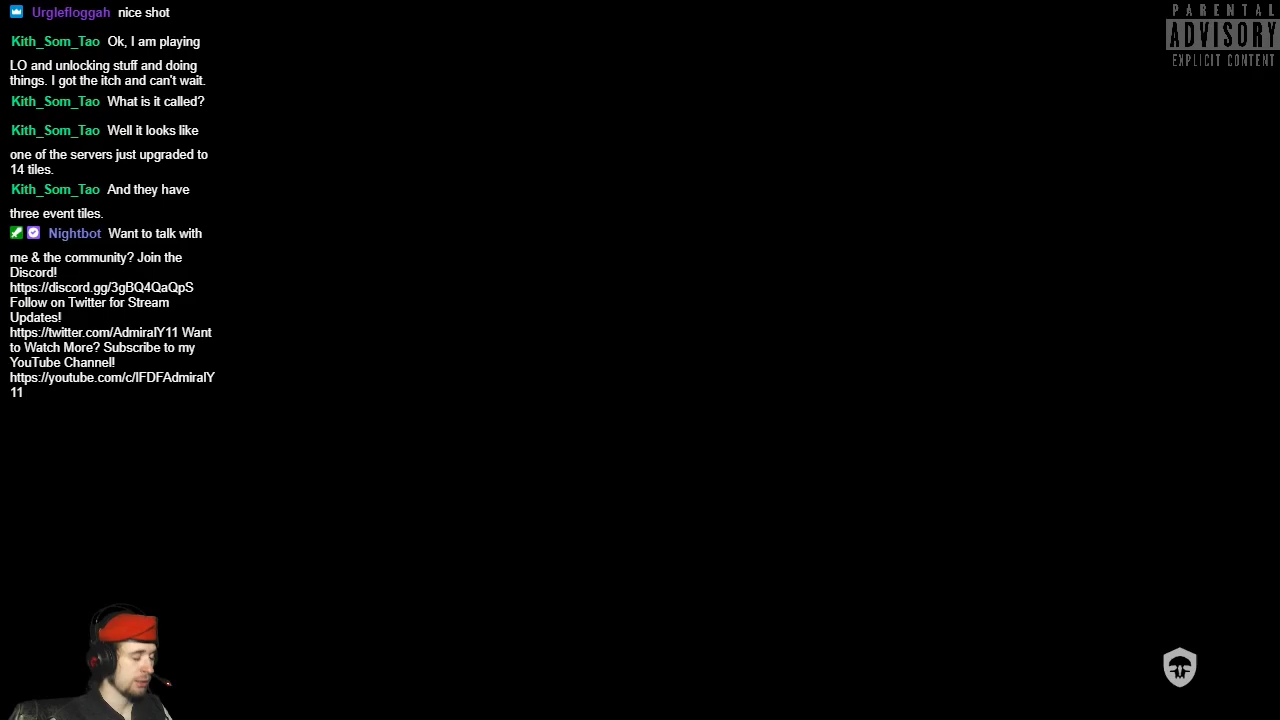 Urglefloggah nice shot
Kith_Som_Tao Ok, I am playing
LO and unlocking stuff and doing
things. I got the itch and can't wait.
Kith_Som_Tao What is it called?
Kith_Som_Tao Well it looks like
one of the servers just upgraded to
14 tiles.
Kith_Som_Tao And they have
three event tiles.
Nightbot Want to talk with
me & the community? Join the
Discord!
https://discord.gg/3gBQ4QaQpS
Follow on Twitter for Stream
Updates!
https://twitter.com/AdmiralY11 Want
to Watch More? Subscribe to my
YouTube Channel!
https://youtube.com/c/IFDFAdmiralY
11
PARENTAL
ADVISORY
EXPLICIT CONTENT